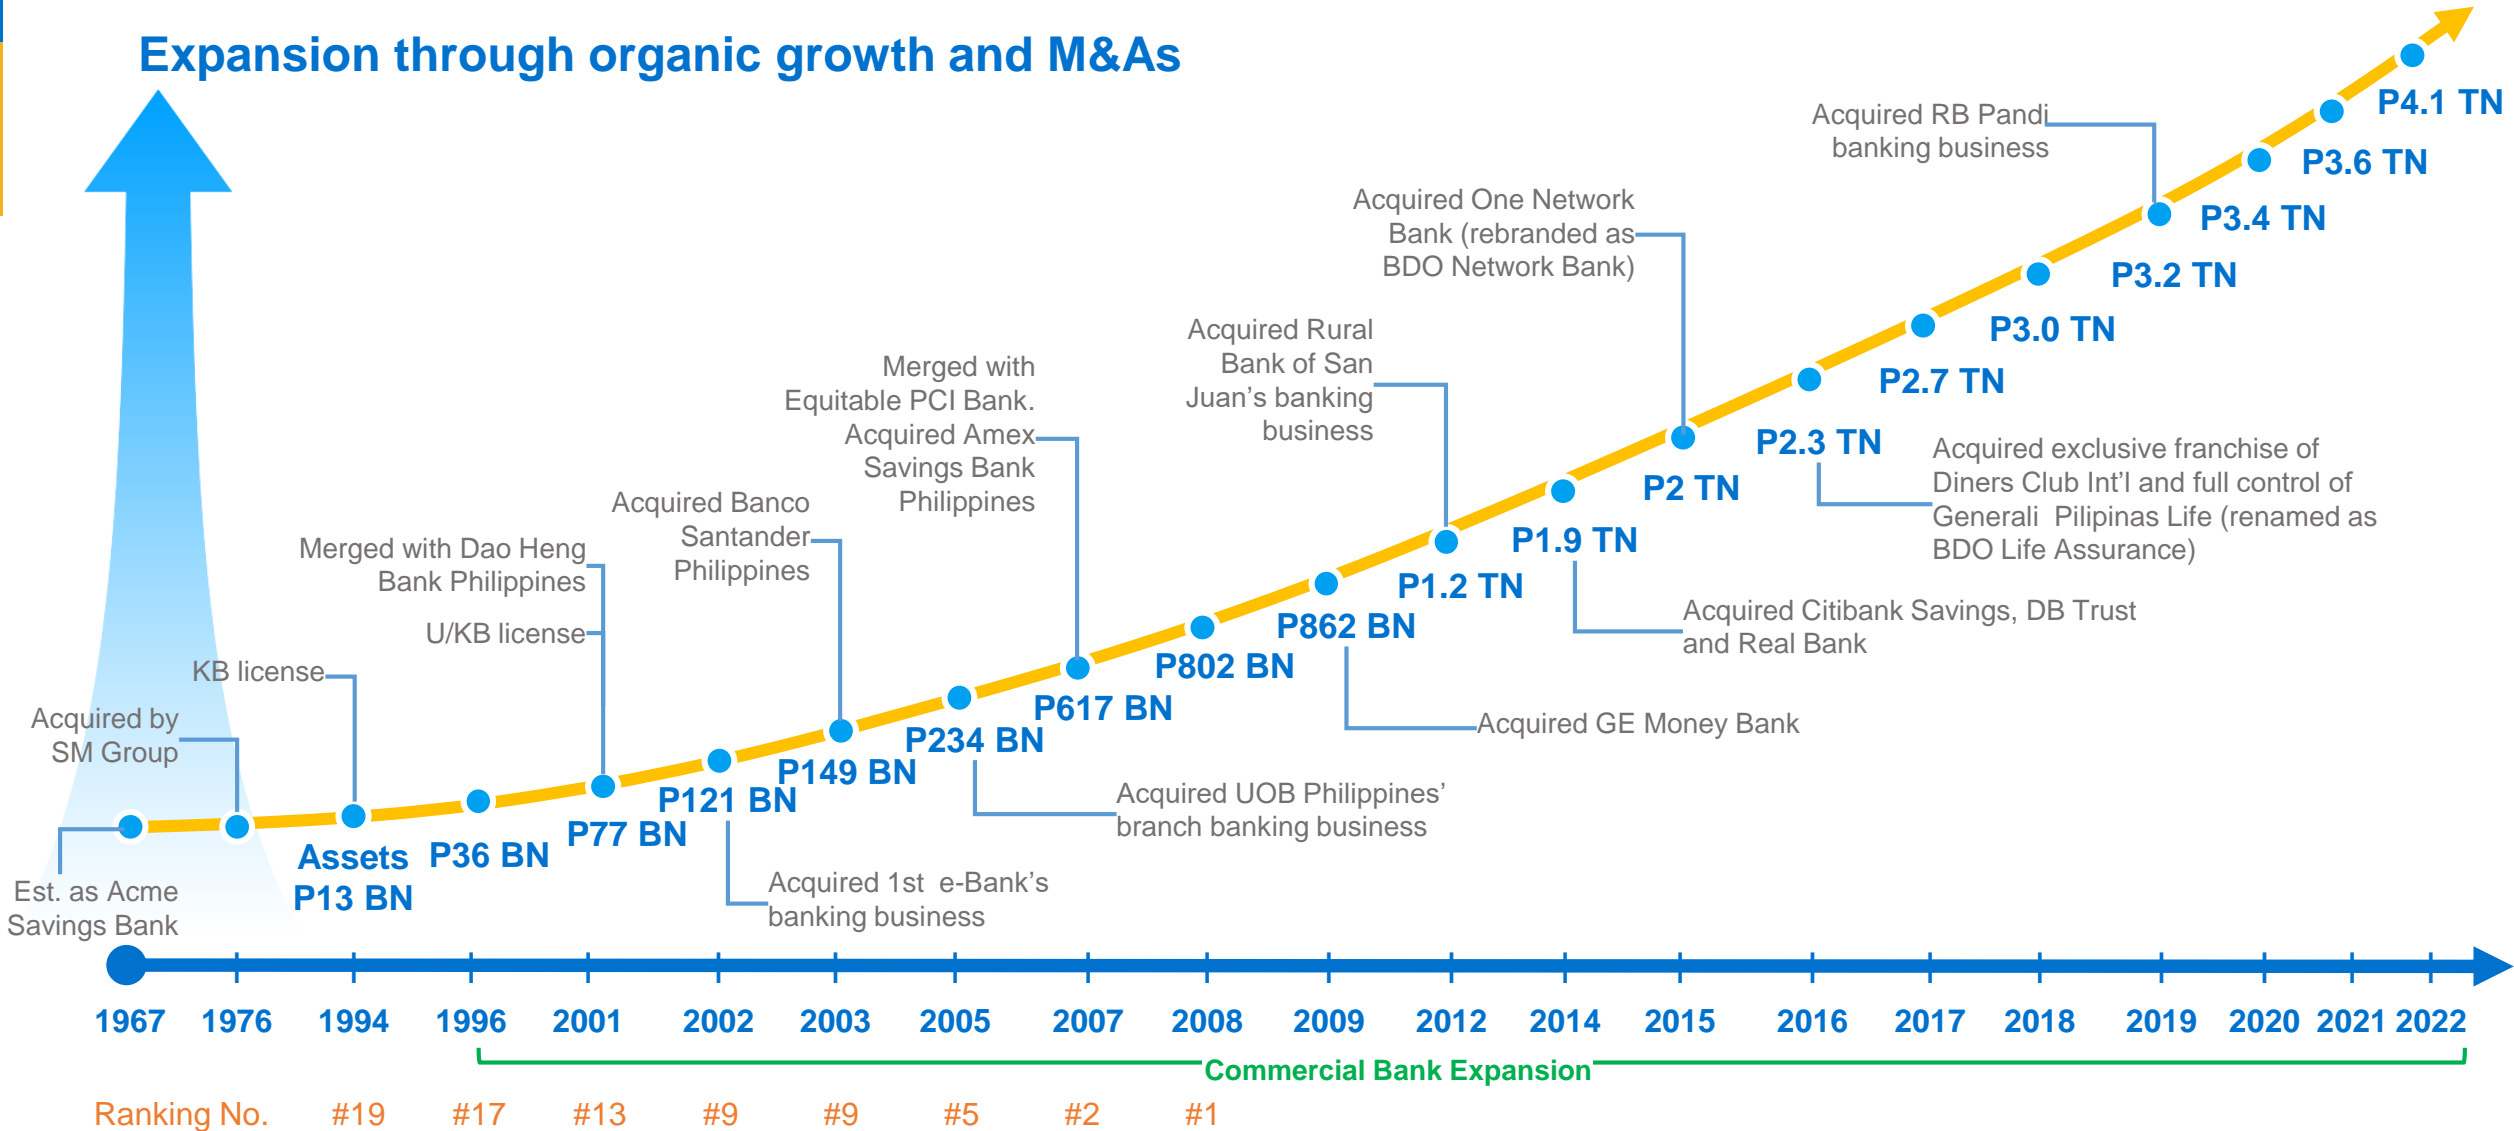 Expansion through organic growth and M&As
Est. as Acme
Savings Bank
Acquired by
SM Group
KB license
Assets
P13 BN
P36 BN
Merged with Dao Heng
Bank Philippines
U/KB license
P77 BN
P121 BN
Acquired 1st  e-Bank's
banking business
Acquired Banco
Santander
Philippines
P149 BN
P234 BN
Acquired UOB Philippines’
branch banking business
Merged with
Equitable PCI Bank.
Acquired Amex
Savings Bank
Philippines
P617 BN
P802 BN
P862 BN
Acquired GE Money Bank
Acquired Rural
Bank of San
Juan’s banking
business
P1.2 TN
P1.9 TN
Acquired Citibank Savings, DB Trust
and Real Bank
Acquired One Network
Bank (rebranded as
BDO Network Bank)
P2 TN
P2.3 TN
Acquired exclusive franchise of
Diners Club Int’l and full control of
Generali  Pilipinas Life (renamed as
BDO Life Assurance)
P2.7 TN
P3.0 TN
Acquired RB Pandi
banking business
P3.2 TN
P3.4 TN
P3.6 TN
P4.1 TN
1967 1976 1994 1996 2001 2002 2003 2005 2007 2008 2009 2012 2014 2015 2016 2017 2018 2019 2020 2021 2022
Commercial Bank Expansion
Ranking No. #19 #17 #13 #9 #9 #5 #2 #1